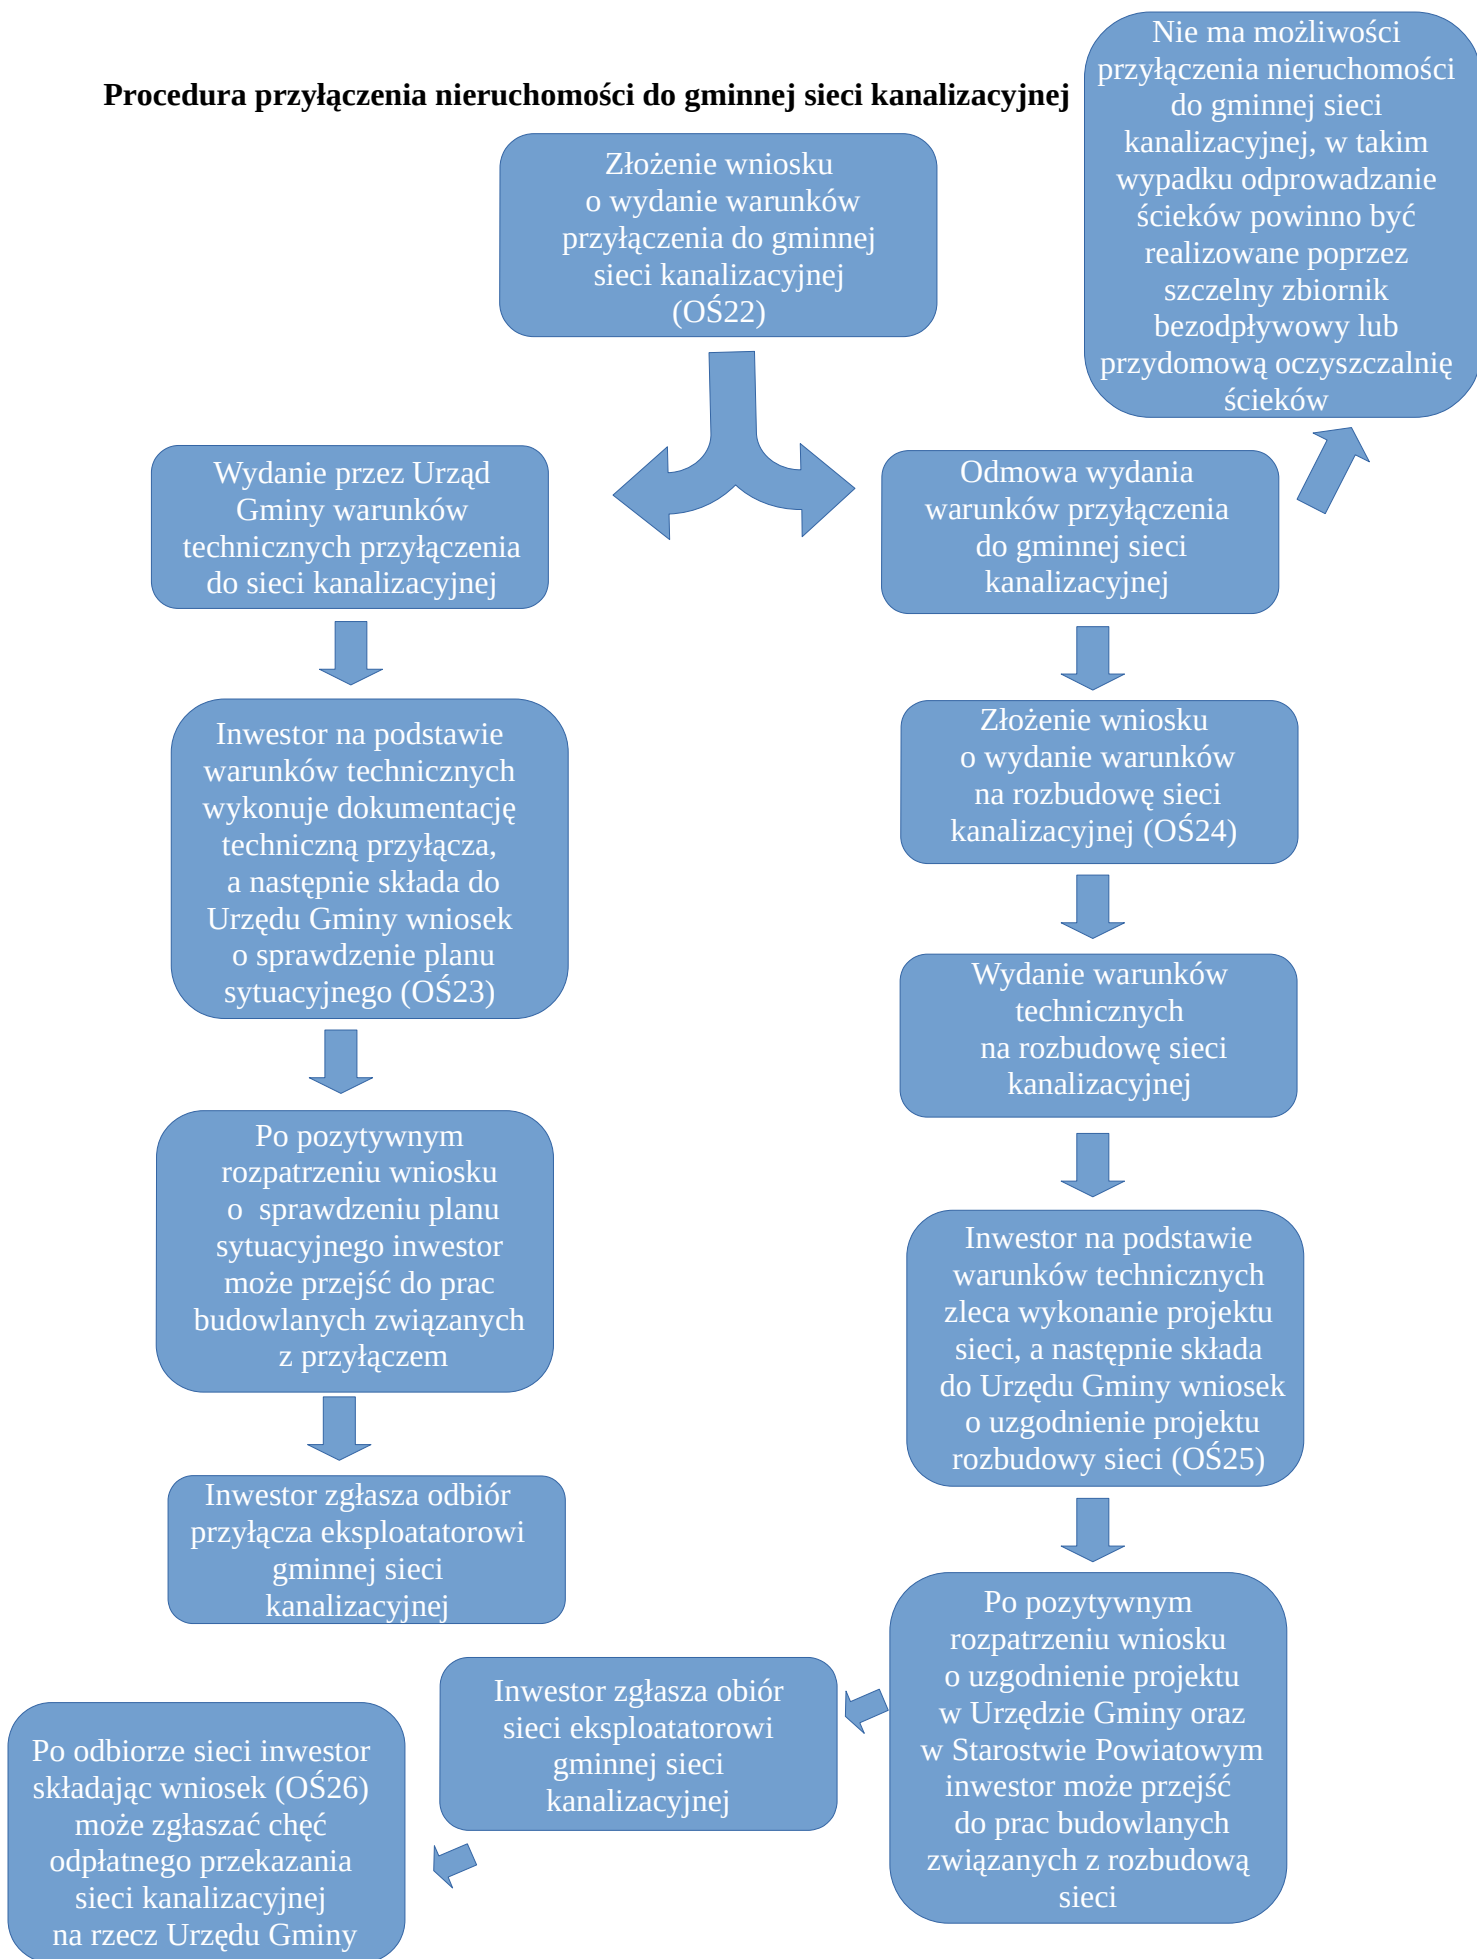 Procedura przyłączenia nieruchomości do gminnej sieci kanalizacyjnej
Nie ma możliwości
przyłączenia nieruchomości
do gminnej sieci
kanalizacyjnej, w takim
wypadku odprowadzanie
ścieków powinno być
realizowane poprzez
szczelny zbiornik
bezodpływowy lub
przydomową oczyszczalnię
ścieków
Złożenie wniosku
o wydanie warunków
przyłączenia do gminnej
sieci kanalizacyjnej
(OŚ22)
Wydanie przez Urząd
Gminy warunków
technicznych przyłączenia
do sieci kanalizacyjnej
Odmowa wydania
warunków przyłączenia
do gminnej sieci
kanalizacyjnej
Inwestor na podstawie
warunków technicznych
wykonuje dokumentację
techniczną przyłącza,
a następnie składa do
Urzędu Gminy wniosek
o sprawdzenie planu
sytuacyjnego (OŚ23)
Złożenie wniosku
o wydanie warunków
na rozbudowę sieci
kanalizacyjnej (OŚ24)
Wydanie warunków
technicznych
na rozbudowę sieci
kanalizacyjnej
Po pozytywnym
rozpatrzeniu wniosku
o  sprawdzeniu planu
sytuacyjnego inwestor
może przejść do prac
budowlanych związanych
z przyłączem
Inwestor na podstawie
warunków technicznych
zleca wykonanie projektu
sieci, a następnie składa
do Urzędu Gminy wniosek
o uzgodnienie projektu
rozbudowy sieci (OŚ25)
Inwestor zgłasza odbiór
przyłącza eksploatatorowi
gminnej sieci
kanalizacyjnej
Po pozytywnym
rozpatrzeniu wniosku
o uzgodnienie projektu
w Urzędzie Gminy oraz
w Starostwie Powiatowym
inwestor może przejść
do prac budowlanych
związanych z rozbudową
sieci
Inwestor zgłasza obiór
sieci eksploatatorowi
gminnej sieci
kanalizacyjnej
Po odbiorze sieci inwestor
składając wniosek (OŚ26)
może zgłaszać chęć
odpłatnego przekazania
sieci kanalizacyjnej
na rzecz Urzędu Gminy